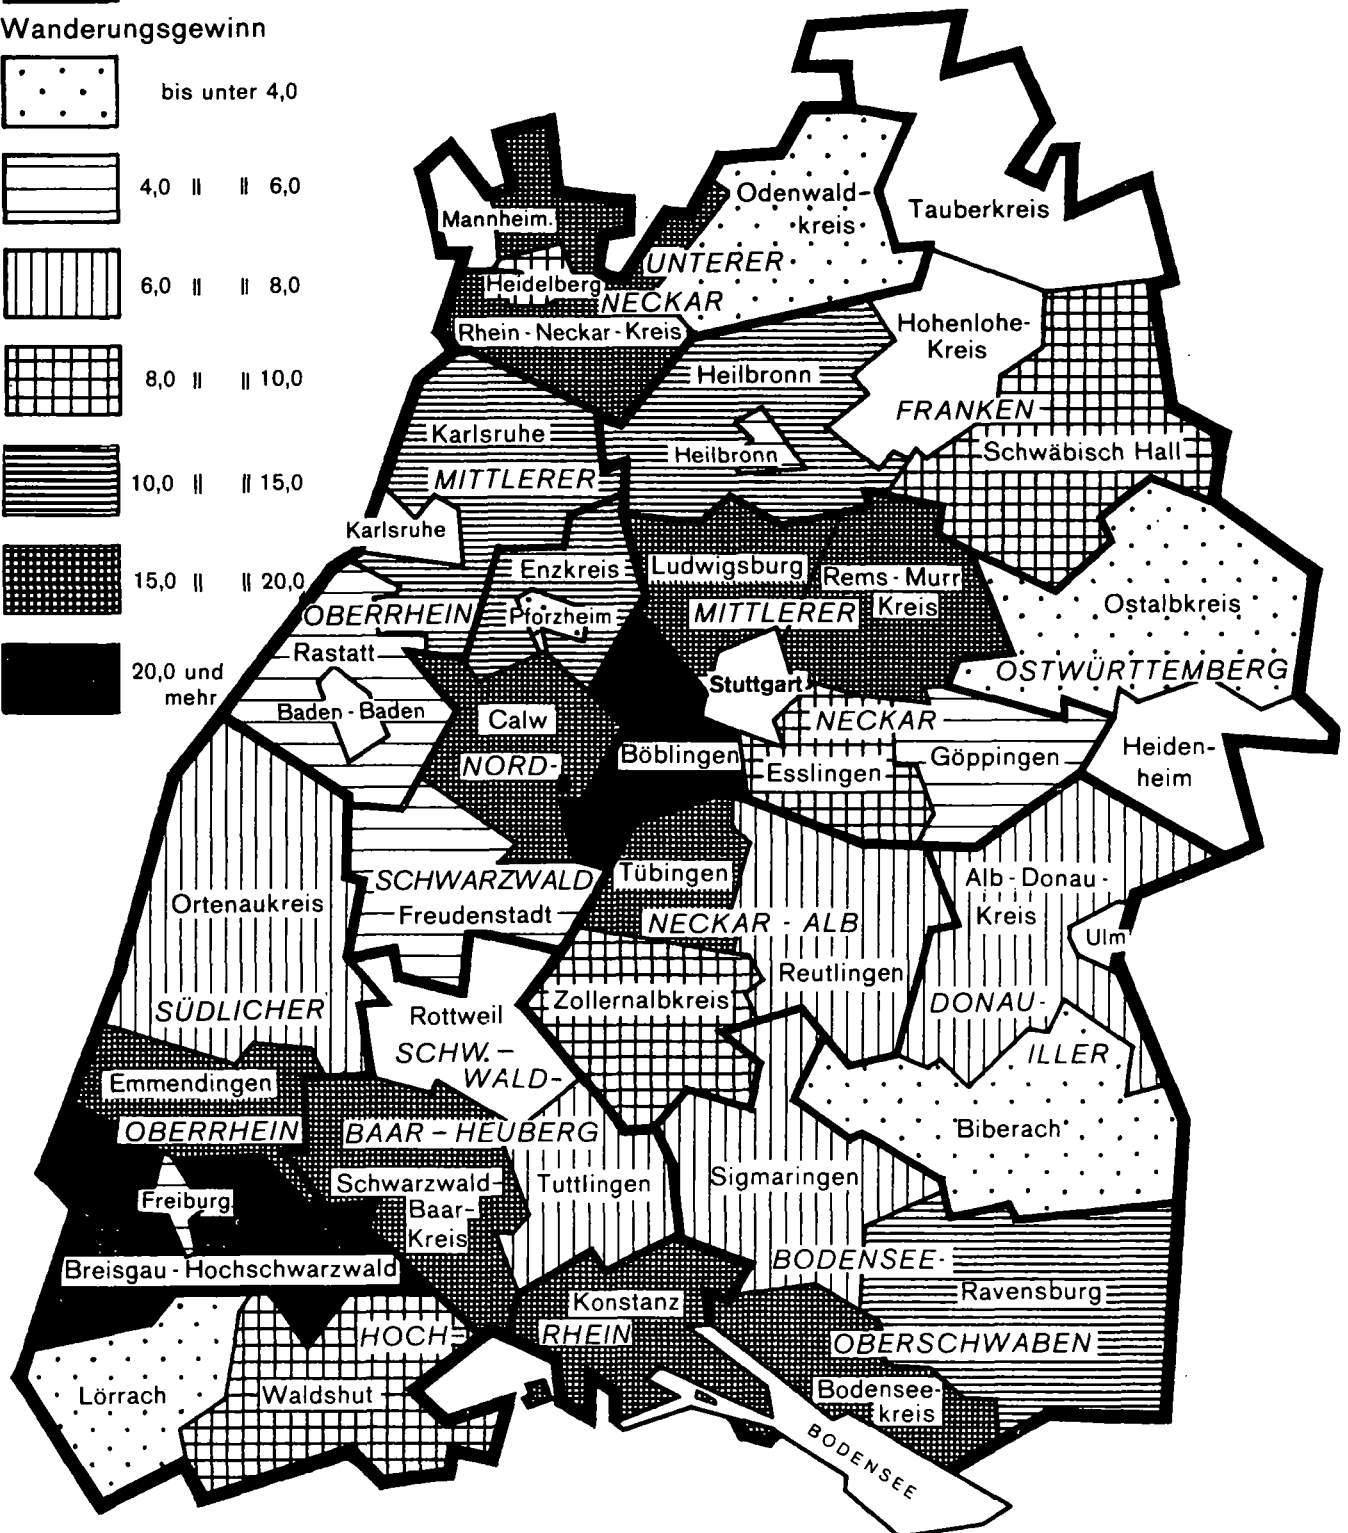 Wanderungsgewinn
bis unter 4,0
4,0 " " 6,0
6,0 " " 8,0
8,0 " " 10,0
10,0 " " 15,0
15,0 " " 20,0
20,0 und
mehr
Odenwald-
kreis
Tauberkreis
Mannheim
UNTERER
Heidelberg
NECKAR
Rhein-Neckar-Kreis
Hohenlohe-
Kreis
Heilbronn
FRANKEN
Karlsruhe
Heilbronn
Schwäbisch Hall
MITTLERER
Karlsruhe
Enzkreis
Ludwigsburg
Rems-Murr
Kreis
OBERRHEIN
Pforzheim
MITTLERER
Ostalbkreis
Rastatt
OSTWÜRTTEMBERG
Stuttgart
Baden-Baden
Calw
NECKAR
NORD-
Böblingen
Esslingen
Göppingen
Heiden-
heim
SCHWARZWALD
Tübingen
Alb-Donau-
Kreis
Ortenaukreis
Freudenstadt
NECKAR-ALB
Ulm
Reutlingen
SÜDLICHER
Rottweil
Zollernalbkreis
DONAU-
ILLER
SCHW.-
WALD-
Emmendingen
OBERRHEIN
BAAR-HEUBERG
Biberach
Freiburg
Schwarzwald-
Baar-
Kreis
Tuttlingen
Sigmaringen
Breisgau-Hochschwarzwald
BODENSEE-
Konstanz
Ravensburg
HOCH-
RHEIN
OBERSCHWABEN
Lörrach
Waldshut
Bodensee-
kreis
BODENSEE